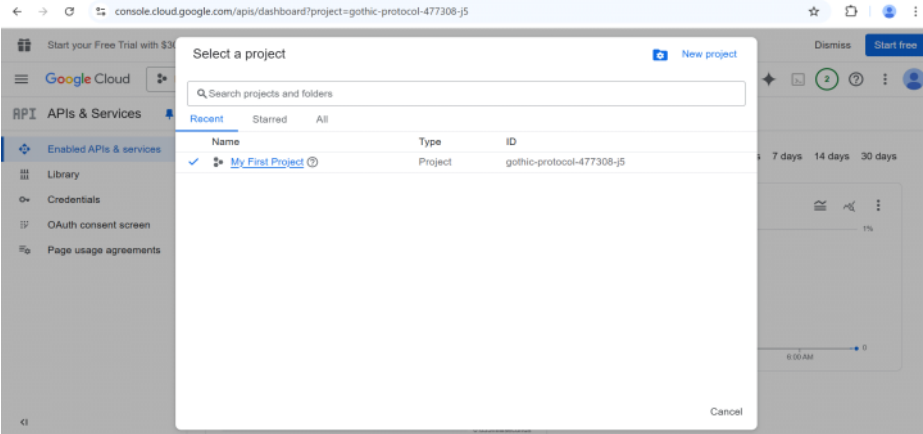 console.cloud.google.com/apis/dashboard?project=gothic-protocol-477308-j5
Start your Free Trial with $30
Dismiss
Start free
Google Cloud
2
API APIs & Services
Enabled APIs & services
Library
Credentials
OAuth consent screen
Page usage agreements
Select a project
New project
Search projects and folders
Recent Starred All
Name Type ID
My First Project Project gothic-protocol-477308-j5
Cancel
7 days 14 days 30 days
1%
0
6:00 AM